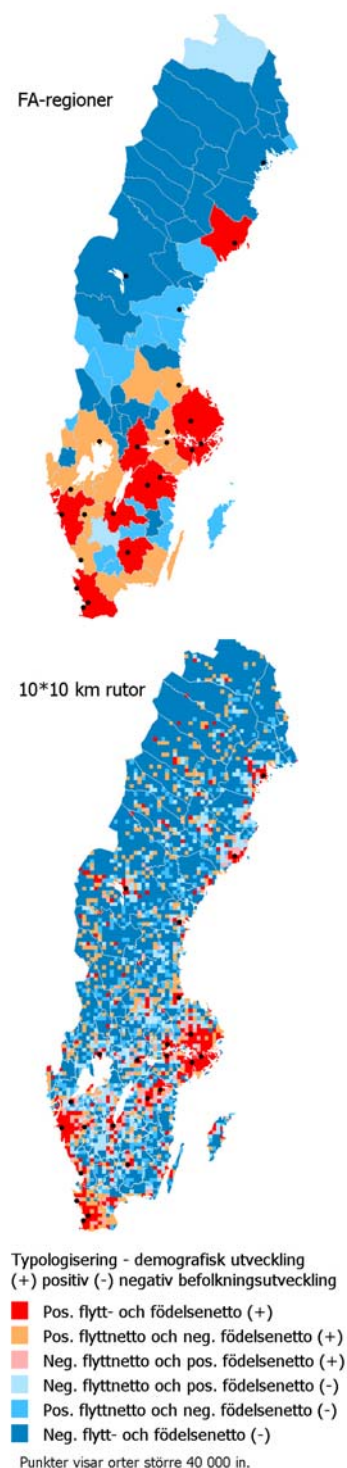 FA-regioner
10*10 km rutor
Typologisering - demografisk utveckling
(+) positiv (-) negativ befolkningsutveckling
Pos. flytt- och födelsenetto (+)
Pos. flyttnetto och neg. födelsenetto (+)
Neg. flyttnetto och pos. födelsenetto (+)
Neg. flyttnetto och pos. födelsenetto (-)
Pos. flyttnetto och neg. födelsenetto (-)
Neg. flytt- och födelsenetto (-)
Punkter visar orter större 40 000 in.